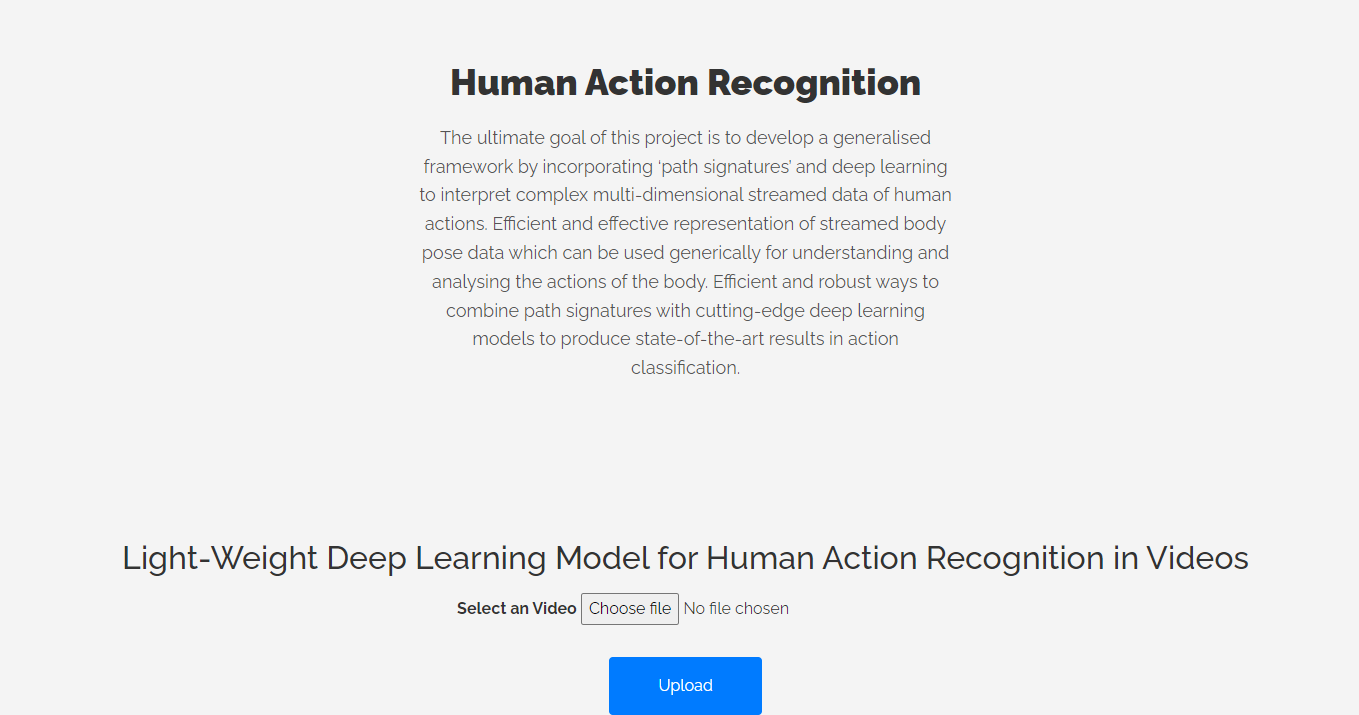 Human Action Recognition
The ultimate goal of this project is to develop a generalised
framework by incorporating ‘path signatures’ and deep learning
to interpret complex multi-dimensional streamed data of human
actions. Efficient and effective representation of streamed body
pose data which can be used generically for understanding and
analysing the actions of the body. Efficient and robust ways to
combine path signatures with cutting-edge deep learning
models to produce state-of-the-art results in action
classification.
Light-Weight Deep Learning Model for Human Action Recognition in Videos
Select an Video Choose file No file chosen
Upload